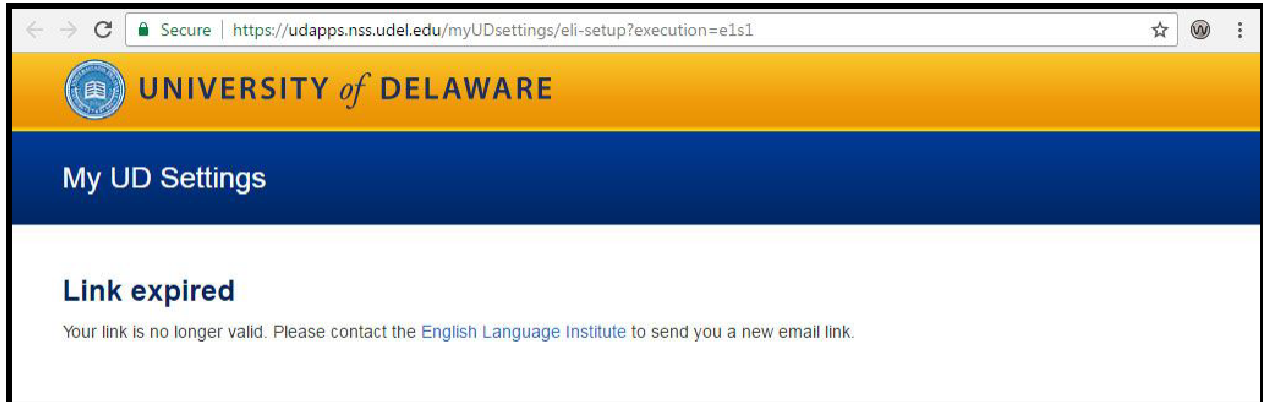 Secure | https://udapps.nss.udel.edu/myUDsettings/eli-setup?execution=e1s1
UNIVERSITY of DELAWARE
My UD Settings
Link expired
Your link is no longer valid. Please contact the English Language Institute to send you a new email link.